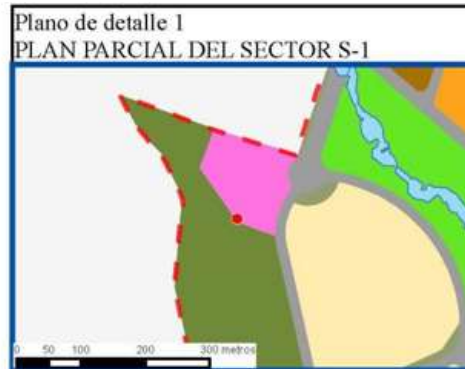 Plano de detalle 1
PLAN PARCIAL DEL SECTOR S-1
0 50 100 200 300 metros